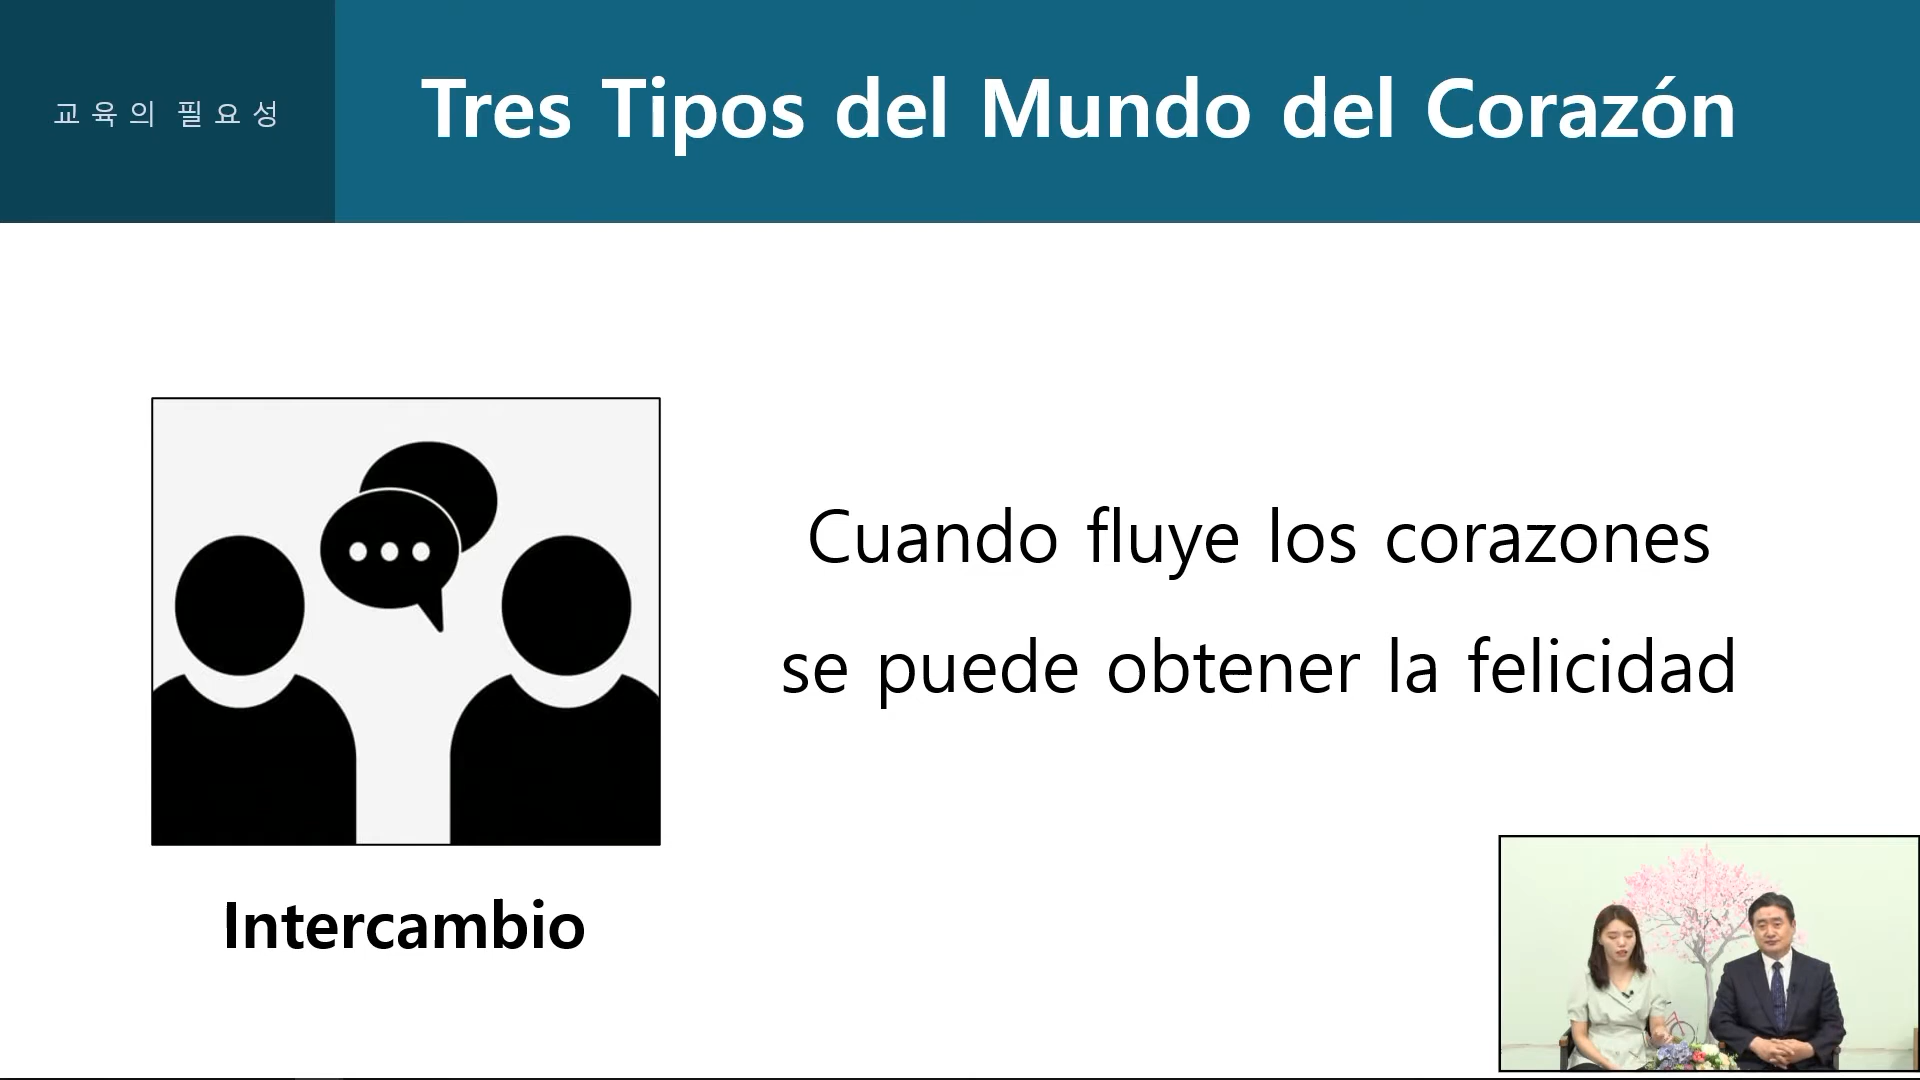 교육의 필요성
Tres Tipos del Mundo del Corazón
Cuando fluye los corazones
se puede obtener la felicidad
Intercambio